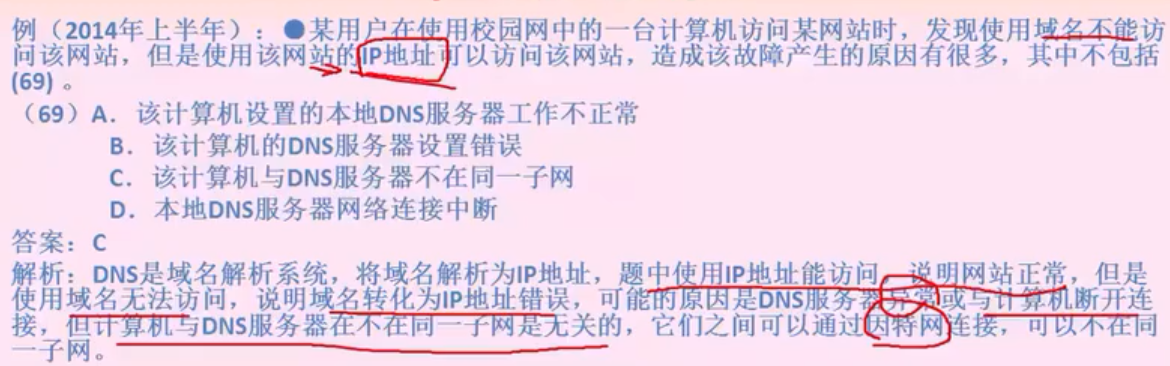 例（2014年上半年）：●某用户在使用校园网中的一台计算机访问某网站时，发现使用域名不能访
问该网站，但是使用该网站的IP地址可以访问该网站，造成该故障产生的原因有很多，其中不包括
(69) 。
（69）A．该计算机设置的本地DNS服务器工作不正常
B．该计算机的DNS服务器设置错误
C．该计算机与DNS服务器不在同一子网
D．本地DNS服务器网络连接中断
答案：C
解析：DNS是域名解析系统，将域名解析为IP地址，题中使用IP地址能访问，说明网站正常，但是
使用域名无法访问，说明域名转化为IP地址错误，可能的原因是DNS服务器异常或与计算机断开连
接，但计算机与DNS服务器在不在同一子网是无关的，它们之间可以通过因特网连接，可以不在同
一子网。